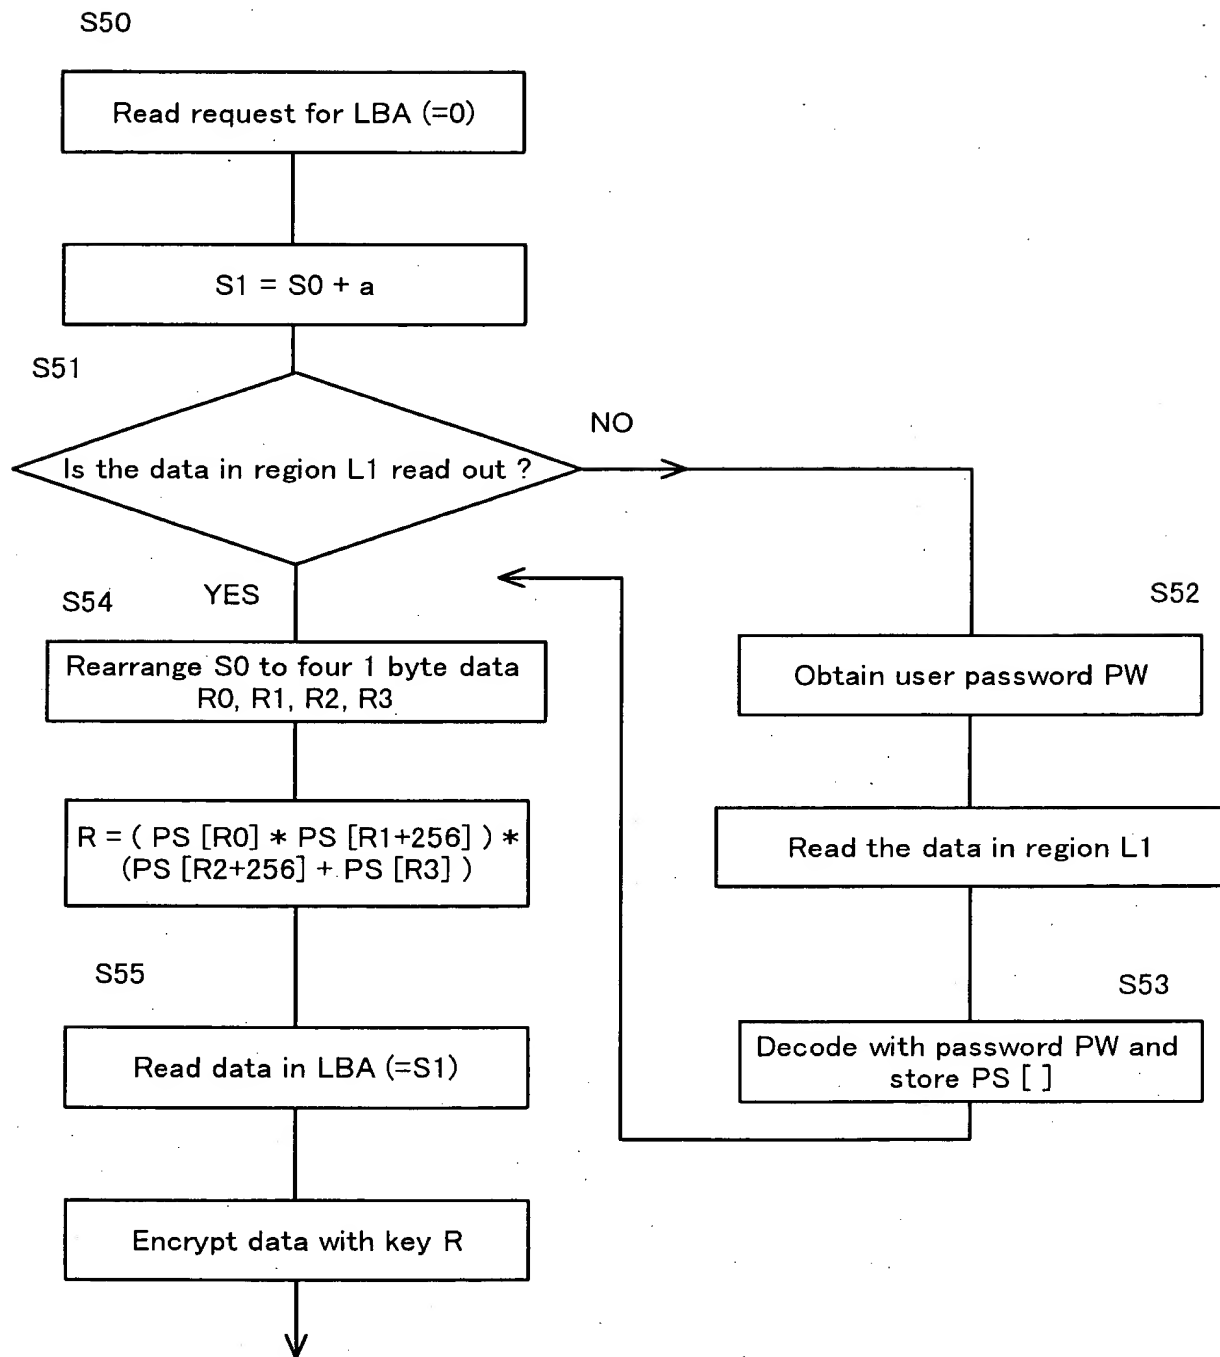 S50
Read request for LBA (=0)
S1 = S0 + a
S51
Is the data in region L1 read out ?
NO
YES
S54
Rearrange S0 to four 1 byte data
R0, R1, R2, R3
R = ( PS [R0] * PS [R1+256] ) *
(PS [R2+256] + PS [R3] )
S55
Read data in LBA (=S1)
Encrypt data with key R
S52
Obtain user password PW
Read the data in region L1
S53
Decode with password PW and
store PS [ ]